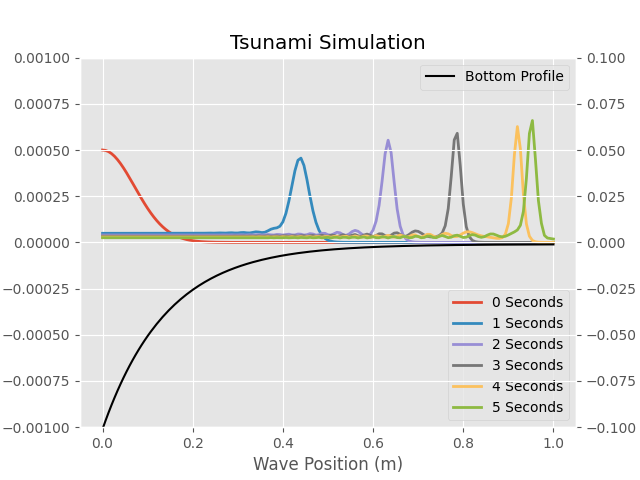 Tsunami Simulation
0.00100
0.00075
0.00050
0.00025
0.00000
−0.00025
−0.00050
−0.00075
−0.00100
0.100
0.075
0.050
0.025
0.000
−0.025
−0.050
−0.075
−0.100
Bottom Profile
0 Seconds
1 Seconds
2 Seconds
3 Seconds
4 Seconds
5 Seconds
0.0 0.2 0.4 0.6 0.8 1.0
Wave Position (m)